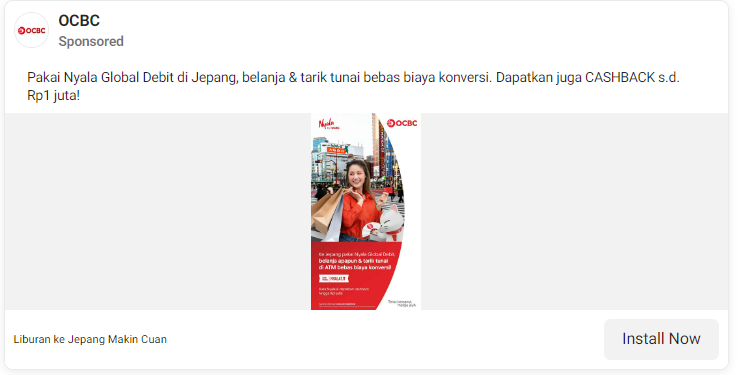 OCBC
OCBC
Sponsored
Pakai Nyala Global Debit di Jepang, belanja & tarik tunai bebas biaya konversi. Dapatkan juga CASHBACK s.d.
Rp1 juta!
Nyala
OCBC
Ke Jepang pakai Nyala Global Debit,
belanja apapun & tarik tunai
di ATM bebas biaya konversi!
Liburan ke Jepang Makin Cuan
Install Now